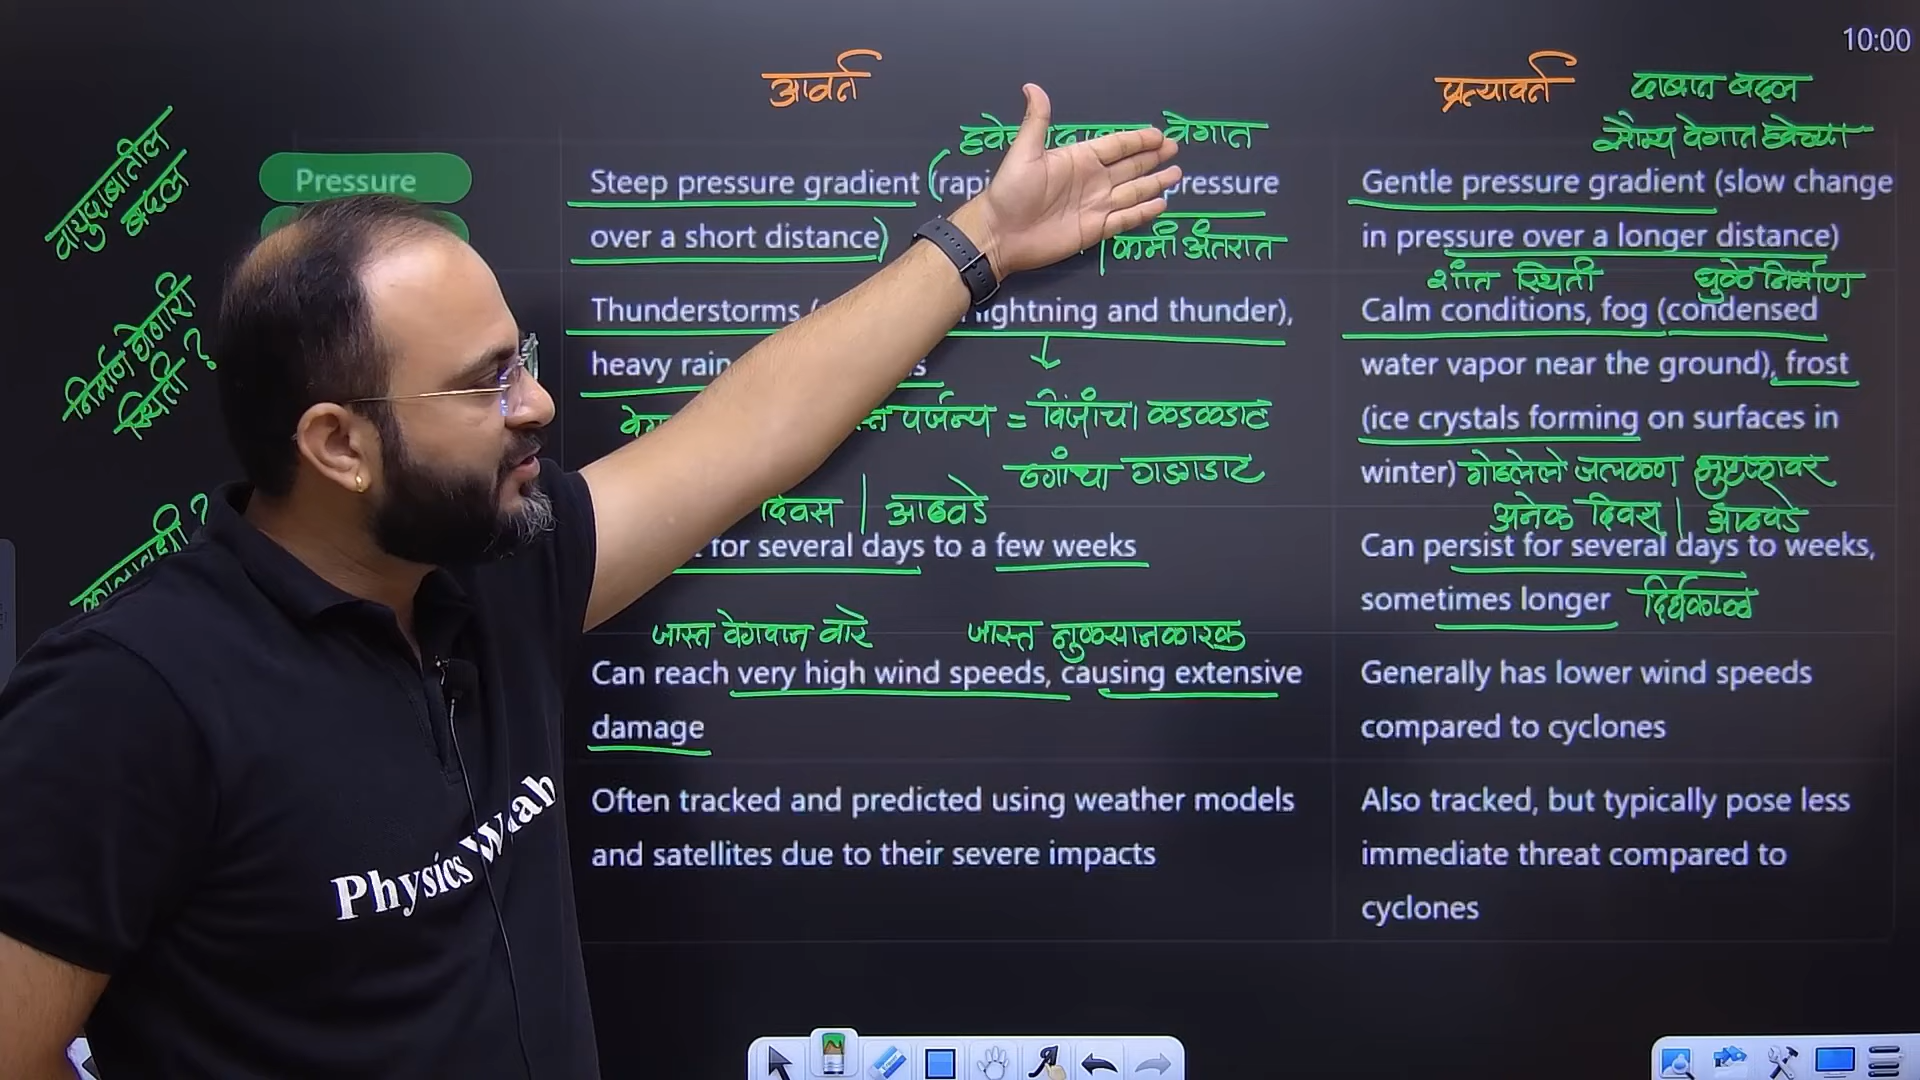 10:00
आवर्त
प्रत्यावर्त
दाबात बदल
वेगात
सौम्य वेगात हवेच्या
वायुदाबातील
बदल
Pressure
Steep pressure gradient ( pressure
over a short distance)
कमी अंतरात
Gentle pressure gradient (slow change
in pressure over a longer distance)
शांत स्थिती धुके निर्माण
निर्माण होणारी
स्थिती ?
Thunderstorms lightning and thunder),
heavy rain
पर्जन्य = विजांचा कडकडाट
ढगांचा गडगडाट
Calm conditions, fog (condensed
water vapor near the ground), frost
(ice crystals forming on surfaces in
winter) गोठलेले जलकण भुपृष्ठावर
दिवस | आठवडे
for several days to a few weeks
अनेक दिवस | आठवडे
Can persist for several days to weeks,
sometimes longer दिर्घकाळ
जास्त वेगवान वारे जास्त नुकसानकारक
Can reach very high wind speeds, causing extensive
damage
Generally has lower wind speeds
compared to cyclones
Often tracked and predicted using weather models
and satellites due to their severe impacts
Also tracked, but typically pose less
immediate threat compared to
cyclones
Physics